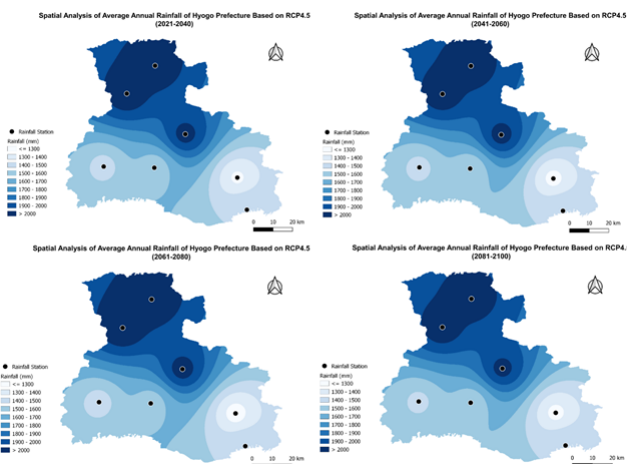 Spatial Analysis of Average Annual Rainfall of Hyogo Prefecture Based on RCP4.5
(2021-2040)
Rainfall Station
Rainfall (mm)
<= 1300
1300 - 1400
1400 - 1500
1500 - 1600
1600 - 1700
1700 - 1800
1800 - 1900
1900 - 2000
> 2000
0 10 20 km
Spatial Analysis of Average Annual Rainfall of Hyogo Prefecture Based on RCP4.5
(2041-2060)
Rainfall Station
Rainfall (mm)
<= 1300
1300 - 1400
1400 - 1500
1500 - 1600
1600 - 1700
1700 - 1800
1800 - 1900
1900 - 2000
> 2000
0 10 20 km
Spatial Analysis of Average Annual Rainfall of Hyogo Prefecture Based on RCP4.5
(2061-2080)
Rainfall Station
Rainfall (mm)
<= 1300
1300 - 1400
1400 - 1500
1500 - 1600
1600 - 1700
1700 - 1800
1800 - 1900
1900 - 2000
> 2000
0 10 20 km
Spatial Analysis of Average Annual Rainfall of Hyogo Prefecture Based on RCP4.
(2081-2100)
Rainfall Station
Rainfall (mm)
<= 1300
1300 - 1400
1400 - 1500
1500 - 1600
1600 - 1700
1700 - 1800
1800 - 1900
1900 - 2000
> 2000
0 10 20 km